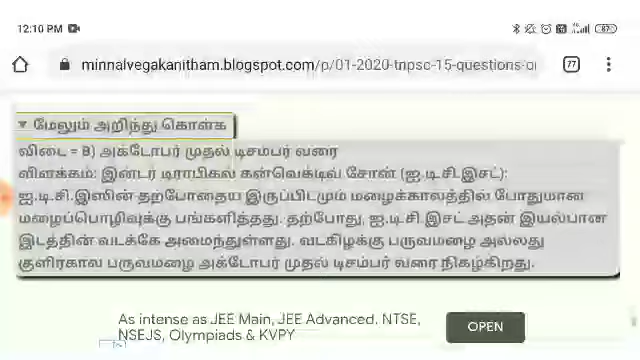 12:10 PM
87
minnalvegakanitham.blogspot.com/p/01-2020-tnpsc-15-questions-or
77
▼ மேலும் அறிந்து கொள்க
விடை = B) அக்டோபர் முதல் டிசம்பர் வரை
விளக்கம்: இன்டர் டிராபிகல் கன்வெக்டிவ் சோன் (ஐ.டி.சி.இசட்):
ஐ.டி.சி.இஸின் தற்போதைய இருப்பிடமும் மழைக்காலத்தில் போதுமான
மழைப்பொழிவுக்கு பங்களித்தது. தற்போது, ஐ.டி.சி.இசட் அதன் இயல்பான
இடத்தின் வடக்கே அமைந்துள்ளது. வடகிழக்கு பருவமழை அல்லது
குளிர்கால பருவமழை அக்டோபர் முதல் டிசம்பர் வரை நிகழ்கிறது.
As intense as JEE Main, JEE Advanced. NTSE,
NSEJS, Olympiads & KVPY
OPEN